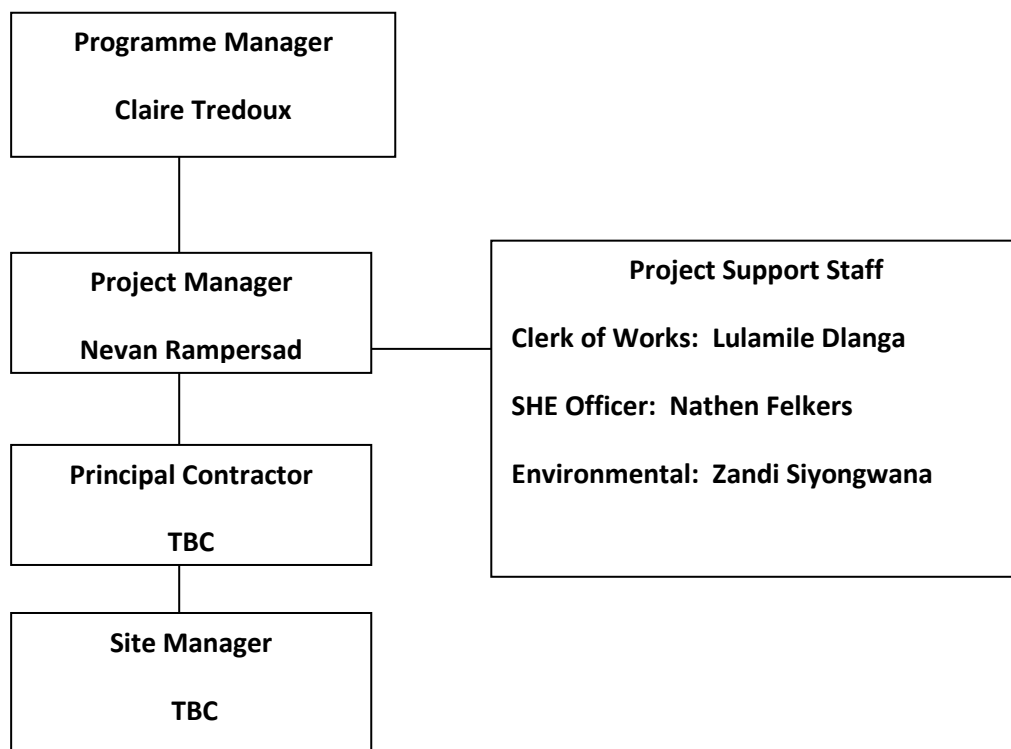 Programme Manager
Claire Tredoux
Project Manager
Nevan Rampersad
Project Support Staff
Clerk of Works:  Lulamile Dlanga
SHE Officer:  Nathen Felkers
Environmental:  Zandi Siyongwana
Principal Contractor
TBC
Site Manager
TBC